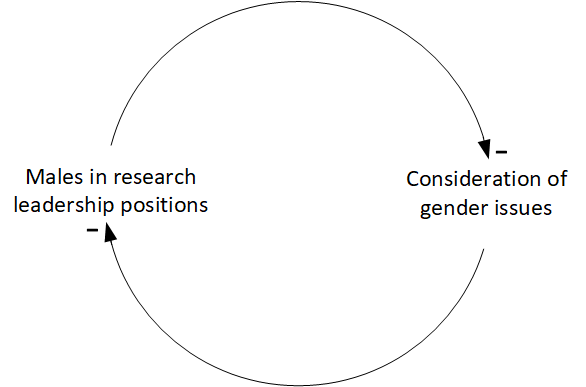 –
Males in research
leadership positions
–
Consideration of
gender issues